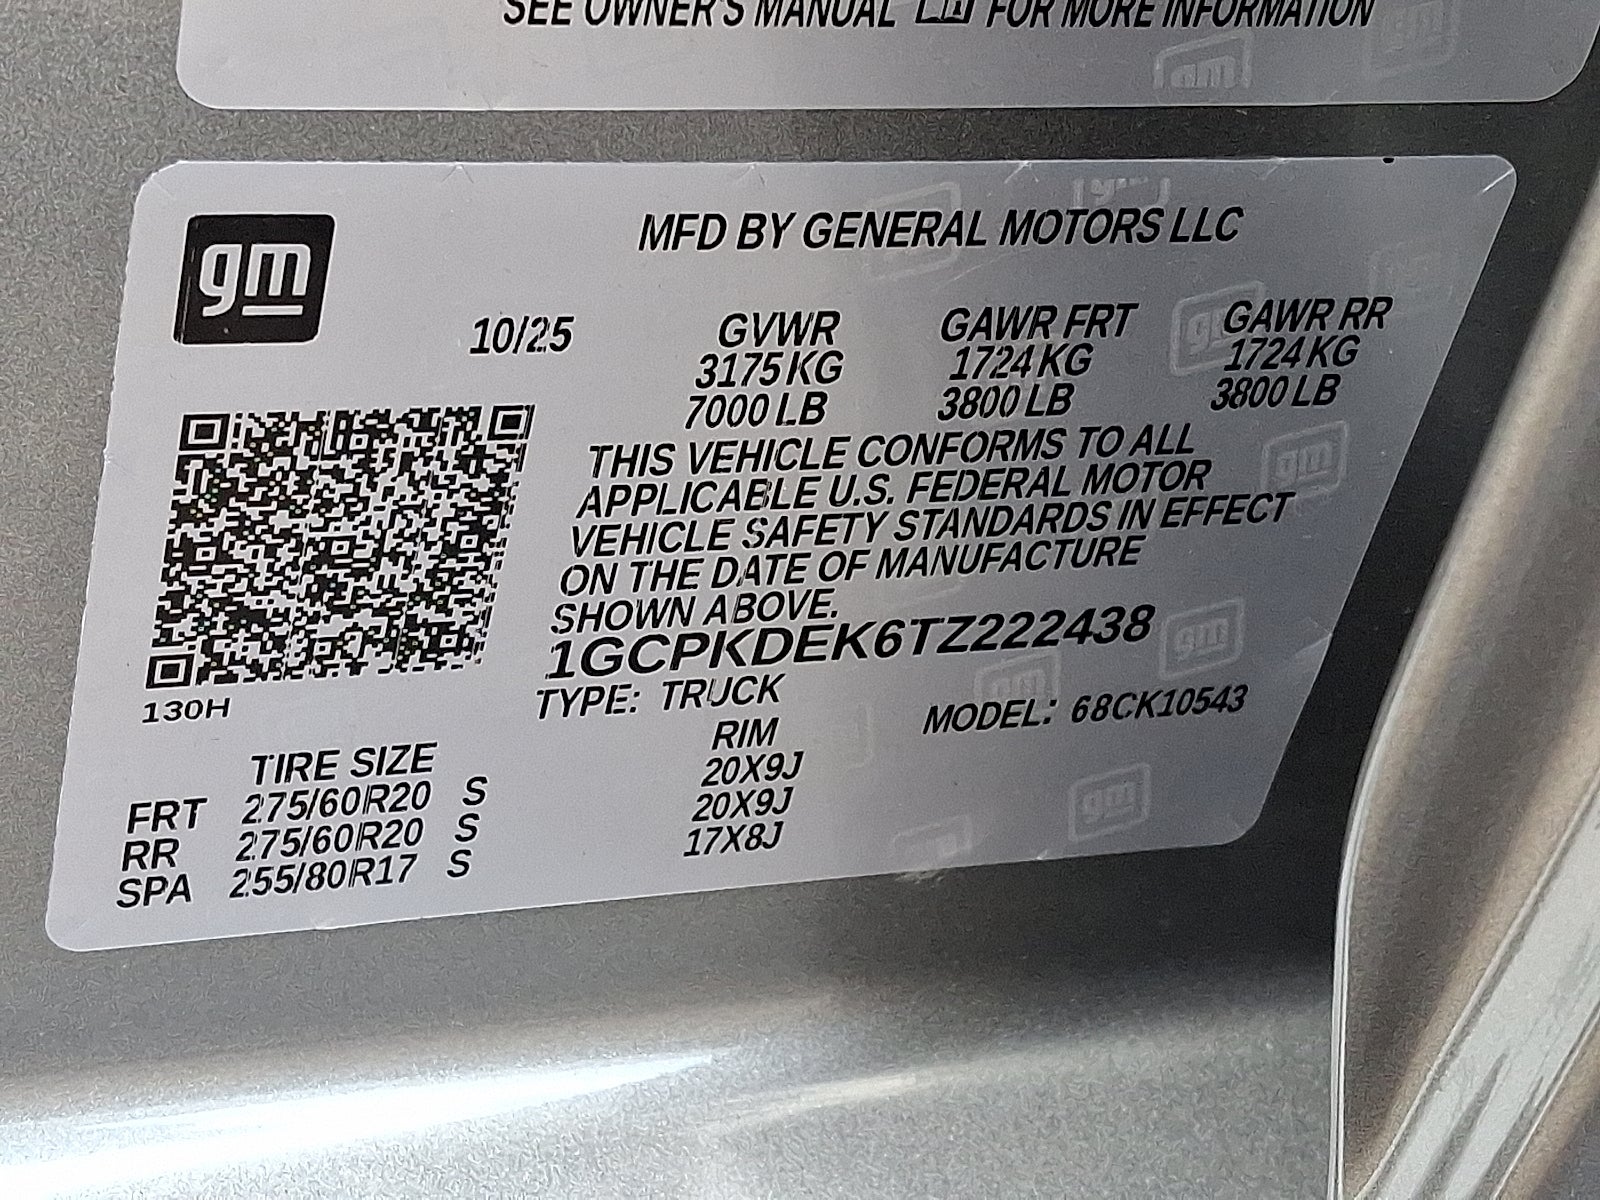 SEE OWNER'S MANUAL FOR MORE INFORMATION
gm
MFD BY GENERAL MOTORS LLC
10/25 GVWR GAWR FRT GAWR RR
3175 KG 1724 KG 1724 KG
7000 LB 3800 LB 3800 LB
THIS VEHICLE CONFORMS TO ALL
APPLICABLE U.S. FEDERAL MOTOR
VEHICLE SAFETY STANDARDS IN EFFECT
ON THE DATE OF MANUFACTURE
SHOWN ABOVE.
1GCPKDEK6TZ222438
130H
TYPE: TRUCK MODEL: 68CK10543
TIRE SIZE RIM
FRT 275/60R20 S 20X9J
RR 275/60R20 S 20X9J
SPA 255/80R17 S 17X8J